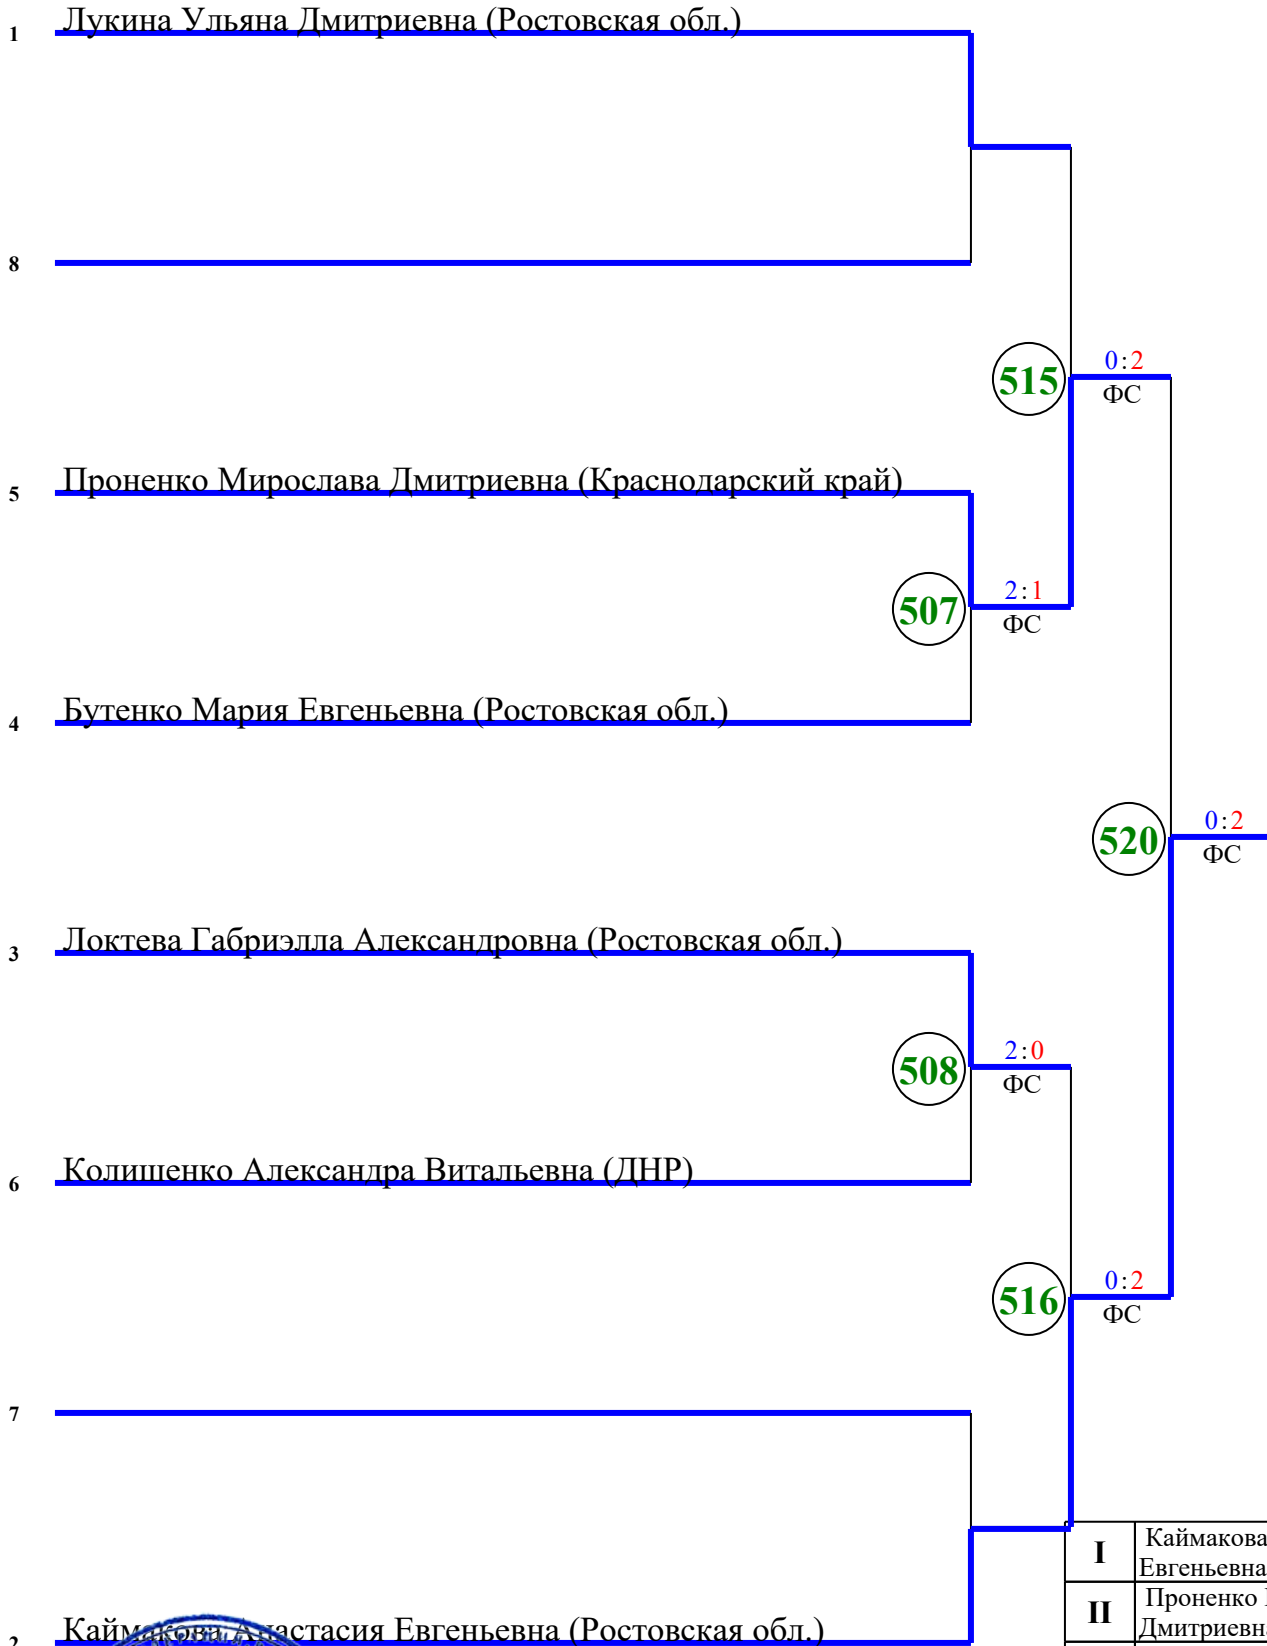 1 Лукина Ульяна Дмитриевна (Ростовская обл.)
8
515 0:2
ФС
5 Проненко Мирослава Дмитриевна (Краснодарский край)
507 2:1
ФС
4 Бутенко Мария Евгеньевна (Ростовская обл.)
520 0:2
ФС
3 Локтева Габриэлла Александровна (Ростовская обл.)
508 2:0
ФС
6 Колишенко Александра Витальевна (ДНР)
516 0:2
ФС
7
I Каймакова
Евгеньевна
II Проненко
Дмитриевна
2 Каймакова Анастасия Евгеньевна (Ростовская обл.)